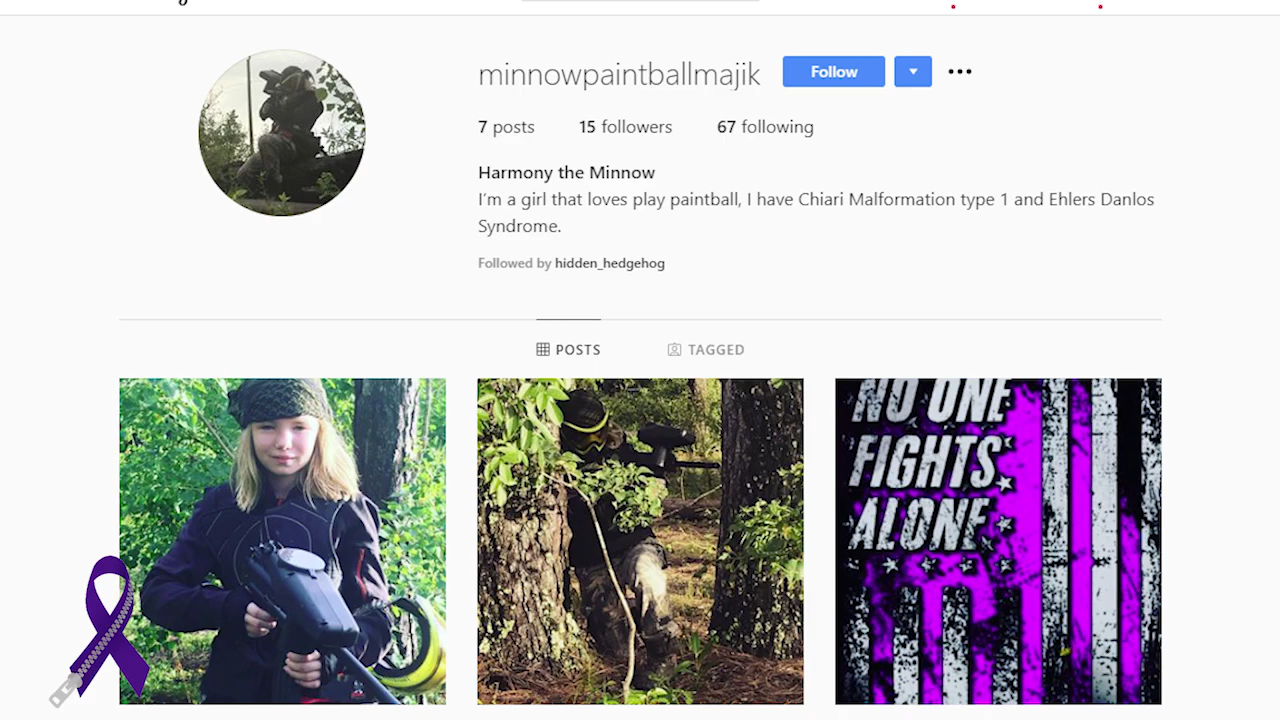 minnowpaintballmajik Follow
7 posts 15 followers 67 following
Harmony the Minnow
I'm a girl that loves play paintball, I have Chiari Malformation type 1 and Ehlers Danlos
Syndrome.
Followed by hidden_hedgehog
POSTS TAGGED
NO ONE
FIGHTS
ALONE